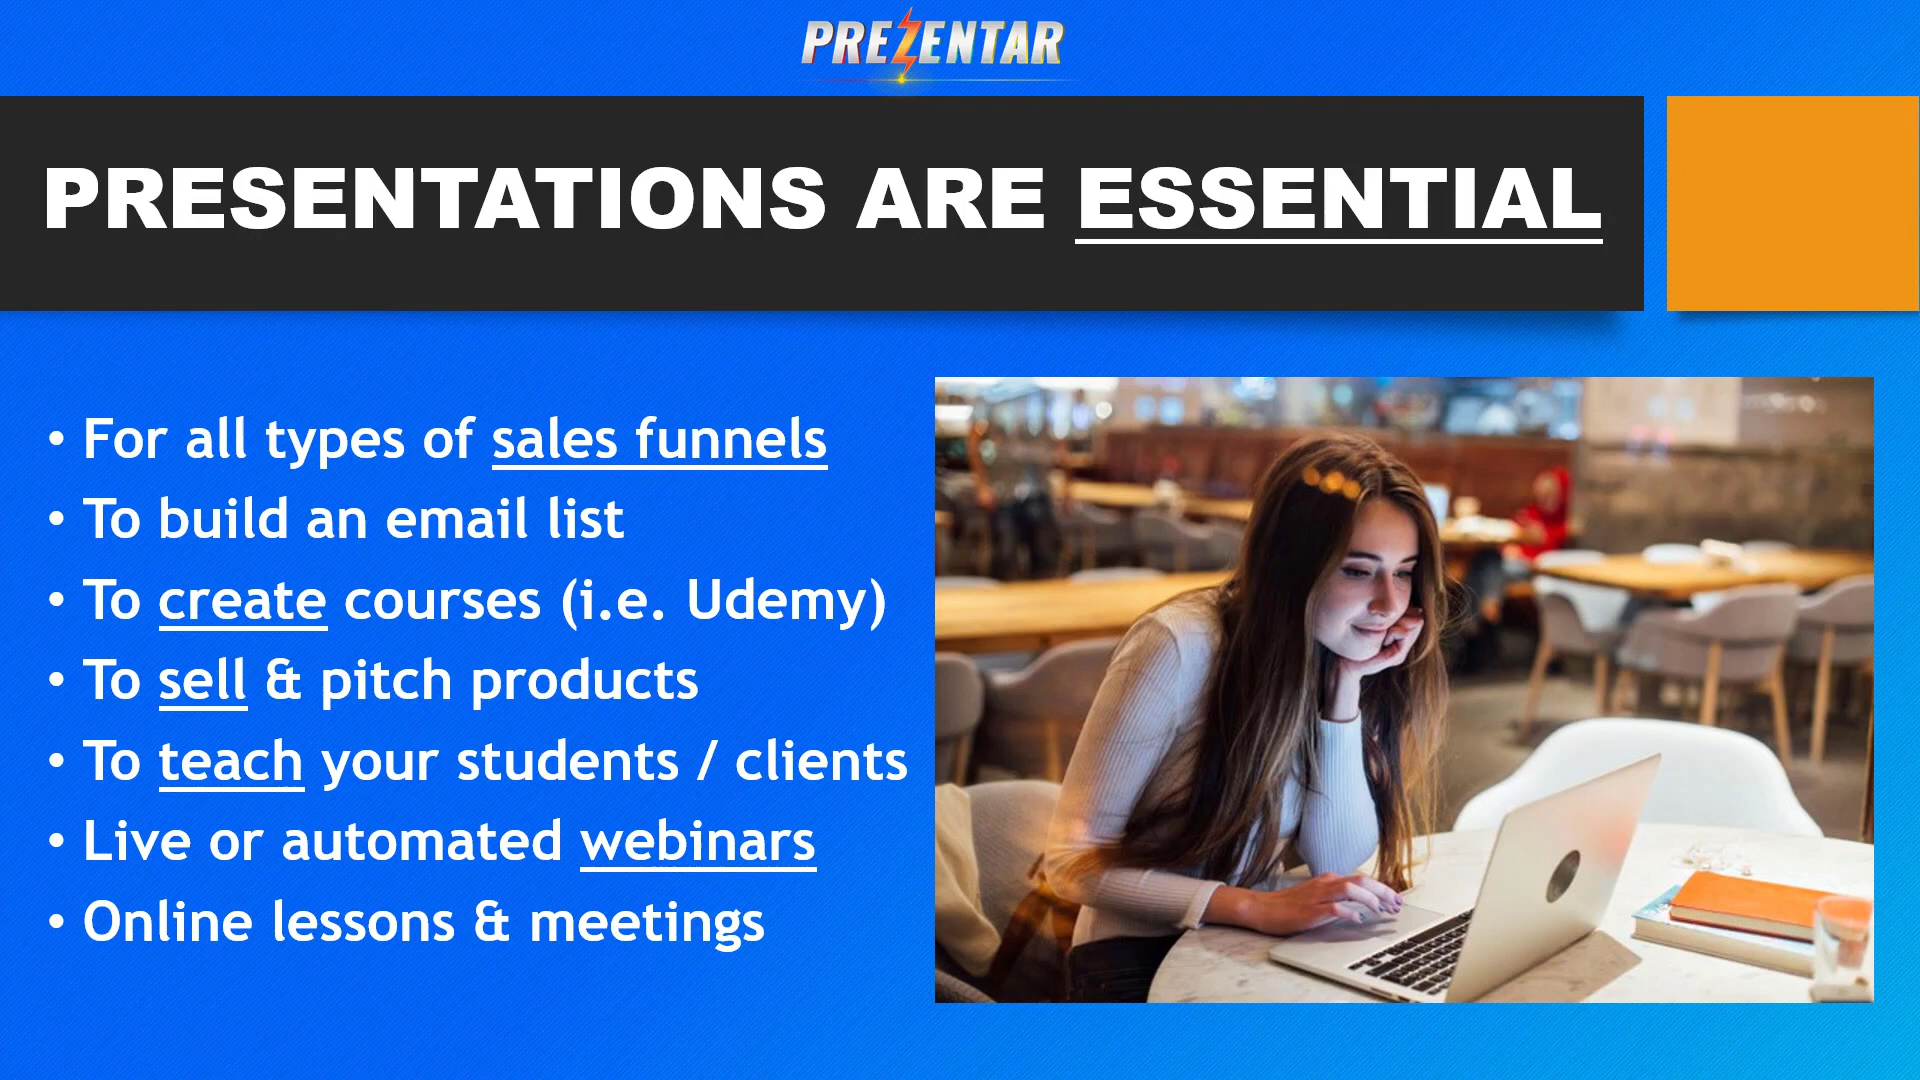 PREZENTAR
PRESENTATIONS ARE ESSENTIAL
• For all types of sales funnels
• To build an email list
• To create courses (i.e. Udemy)
• To sell & pitch products
• To teach your students / clients
• Live or automated webinars
• Online lessons & meetings